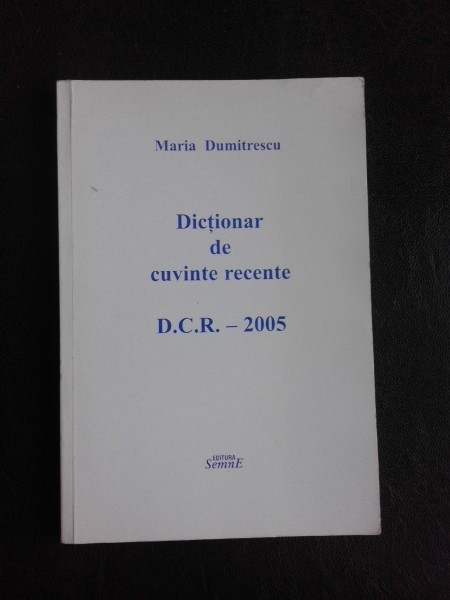 Maria Dumitrescu
Dicționar
de
cuvinte recente
D.C.R. – 2005
EDITURA
SemnE